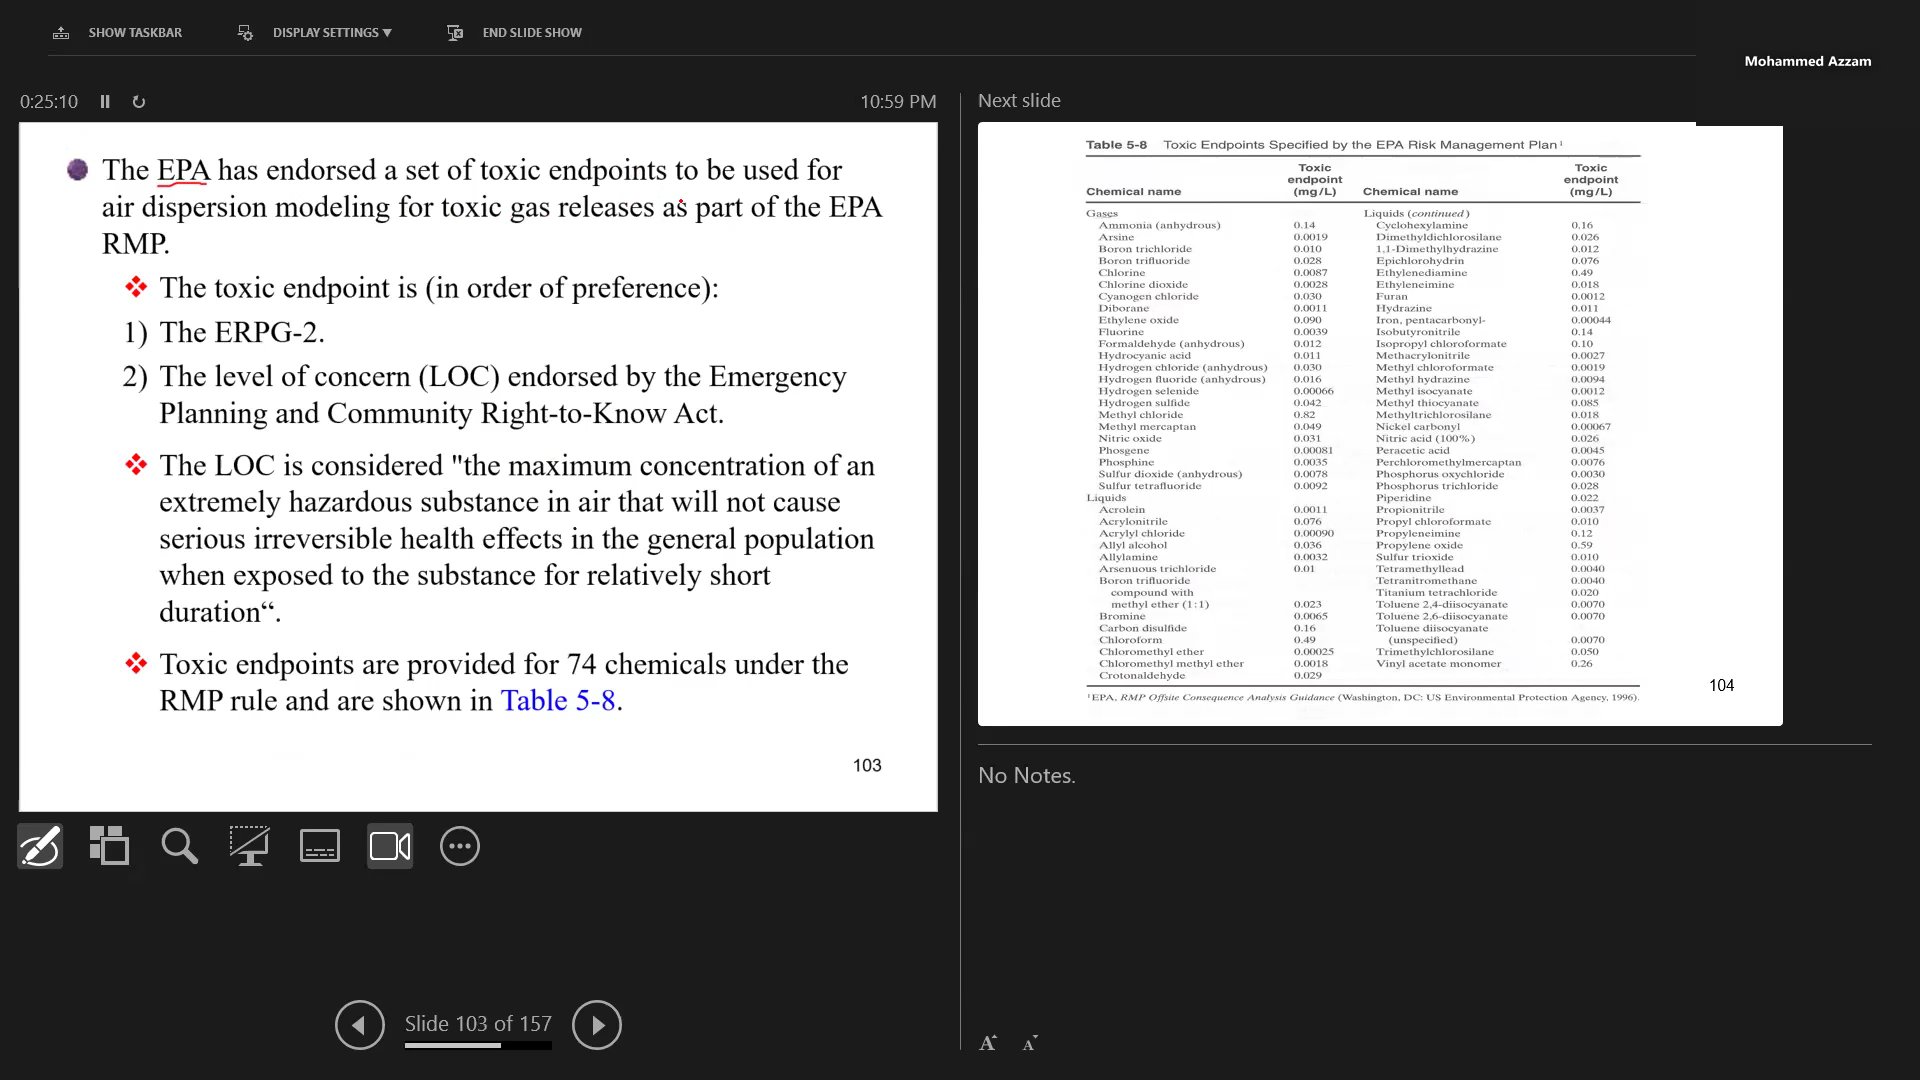 SHOW TASKBAR
DISPLAY SETTINGS ▼
END SLIDE SHOW
Mohammed Azzam
0:25:10
10:59 PM
The EPA has endorsed a set of toxic endpoints to be used for
air dispersion modeling for toxic gas releases as part of the EPA
RMP.
The toxic endpoint is (in order of preference):
1) The ERPG-2.
2) The level of concern (LOC) endorsed by the Emergency
Planning and Community Right-to-Know Act.
The LOC is considered "the maximum concentration of an
extremely hazardous substance in air that will not cause
serious irreversible health effects in the general population
when exposed to the substance for relatively short
duration“.
Toxic endpoints are provided for 74 chemicals under the
RMP rule and are shown in Table 5-8.
103
Slide 103 of 157
Next slide
Table 5-8 Toxic Endpoints Specified by the EPA Risk Management Plan¹
Toxic Toxic
endpoint endpoint
Chemical name (mg/L) Chemical name (mg/L)
Gases Liquids (continued)
Ammonia (anhydrous) 0.14 Cyclohexylamine 0.16
Arsine 0.0019 Dimethyldichlorosilane 0.026
Boron trichloride 0.010 1,1-Dimethylhydrazine 0.012
Boron trifluoride 0.028 Epichlorohydrin 0.076
Chlorine 0.0087 Ethylenediamine 0.49
Chlorine dioxide 0.0028 Ethyleneimine 0.018
Cyanogen chloride 0.030 Furan 0.0012
Diborane 0.0011 Hydrazine 0.011
Ethylene oxide 0.090 Iron, pentacarbonyl- 0.00044
Fluorine 0.0039 Isobutyronitrile 0.14
Formaldehyde (anhydrous) 0.012 Isopropyl chloroformate 0.10
Hydrocyanic acid 0.011 Methacrylonitrile 0.0027
Hydrogen chloride (anhydrous) 0.030 Methyl chloroformate 0.0019
Hydrogen fluoride (anhydrous) 0.016 Methyl hydrazine 0.0094
Hydrogen selenide 0.00066 Methyl isocyanate 0.0012
Hydrogen sulfide 0.042 Methyl thiocyanate 0.085
Methyl chloride 0.82 Methyltrichlorosilane 0.018
Methyl mercaptan 0.049 Nickel carbonyl 0.00067
Nitric oxide 0.031 Nitric acid (100%) 0.026
Phosgene 0.00081 Peracetic acid 0.0045
Phosphine 0.0035 Perchloromethylmercaptan 0.0076
Sulfur dioxide (anhydrous) 0.0078 Phosphorus oxychloride 0.0030
Sulfur tetrafluoride 0.0092 Phosphorus trichloride 0.028
Liquids Piperidine 0.022
Acrolein 0.0011 Propionitrile 0.0037
Acrylonitrile 0.076 Propyl chloroformate 0.010
Acrylyl chloride 0.00090 Propyleneimine 0.12
Allyl alcohol 0.036 Propylene oxide 0.59
Allylamine 0.0032 Sulfur trioxide 0.010
Arsenuous trichloride 0.01 Tetramethyllead 0.0040
Boron trifluoride Tetranitromethane 0.0040
compound with Titanium tetrachloride 0.020
methyl ether (1:1) 0.023 Toluene 2,4-diisocyanate 0.0070
Bromine 0.0065 Toluene 2,6-diisocyanate 0.0070
Carbon disulfide 0.16 Toluene diisocyanate
Chloroform 0.49 (unspecified) 0.0070
Chloromethyl ether 0.00025 Trimethylchlorosilane 0.050
Chloromethyl methyl ether 0.0018 Vinyl acetate monomer 0.26
Crotonaldehyde 0.029
¹EPA, RMP Offsite Consequence Analysis Guidance (Washington, DC: US Environmental Protection Agency, 1996).
104
No Notes.
A A